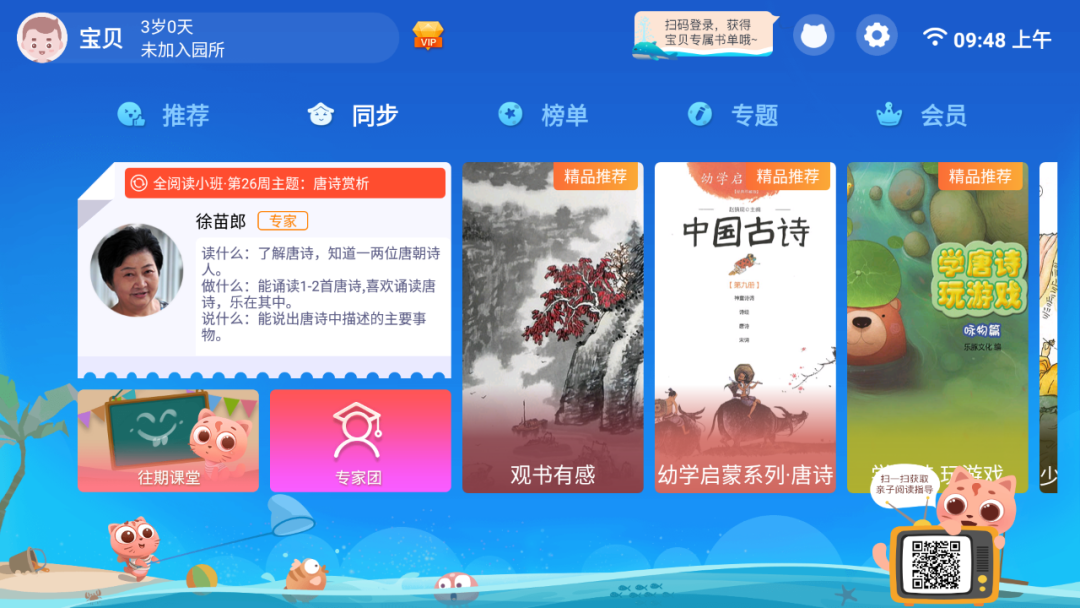 宝贝
3岁0天
未加入园所
VIP
扫码登录，获得
宝贝专属书单哦~
09:48 上午
推荐
同步
榜单
专题
会员
全阅读小班·第26周主题：唐诗赏析
徐苗郎
专家
读什么：了解唐诗，知道一两位唐朝诗
人。
做什么：能诵读1-2首唐诗,喜欢诵读唐
诗，乐在其中。
说什么：能说出唐诗中描述的主要事
物。
往期课堂
专家团
精品推荐
观书有感
精品推荐
幼学启
中国古诗
【第九册】
唐诗
宋诗
幼学启蒙系列·唐诗
精品推荐
学唐诗
玩游戏
咏物篇
玩游戏
少
扫一扫获取
亲子阅读指导